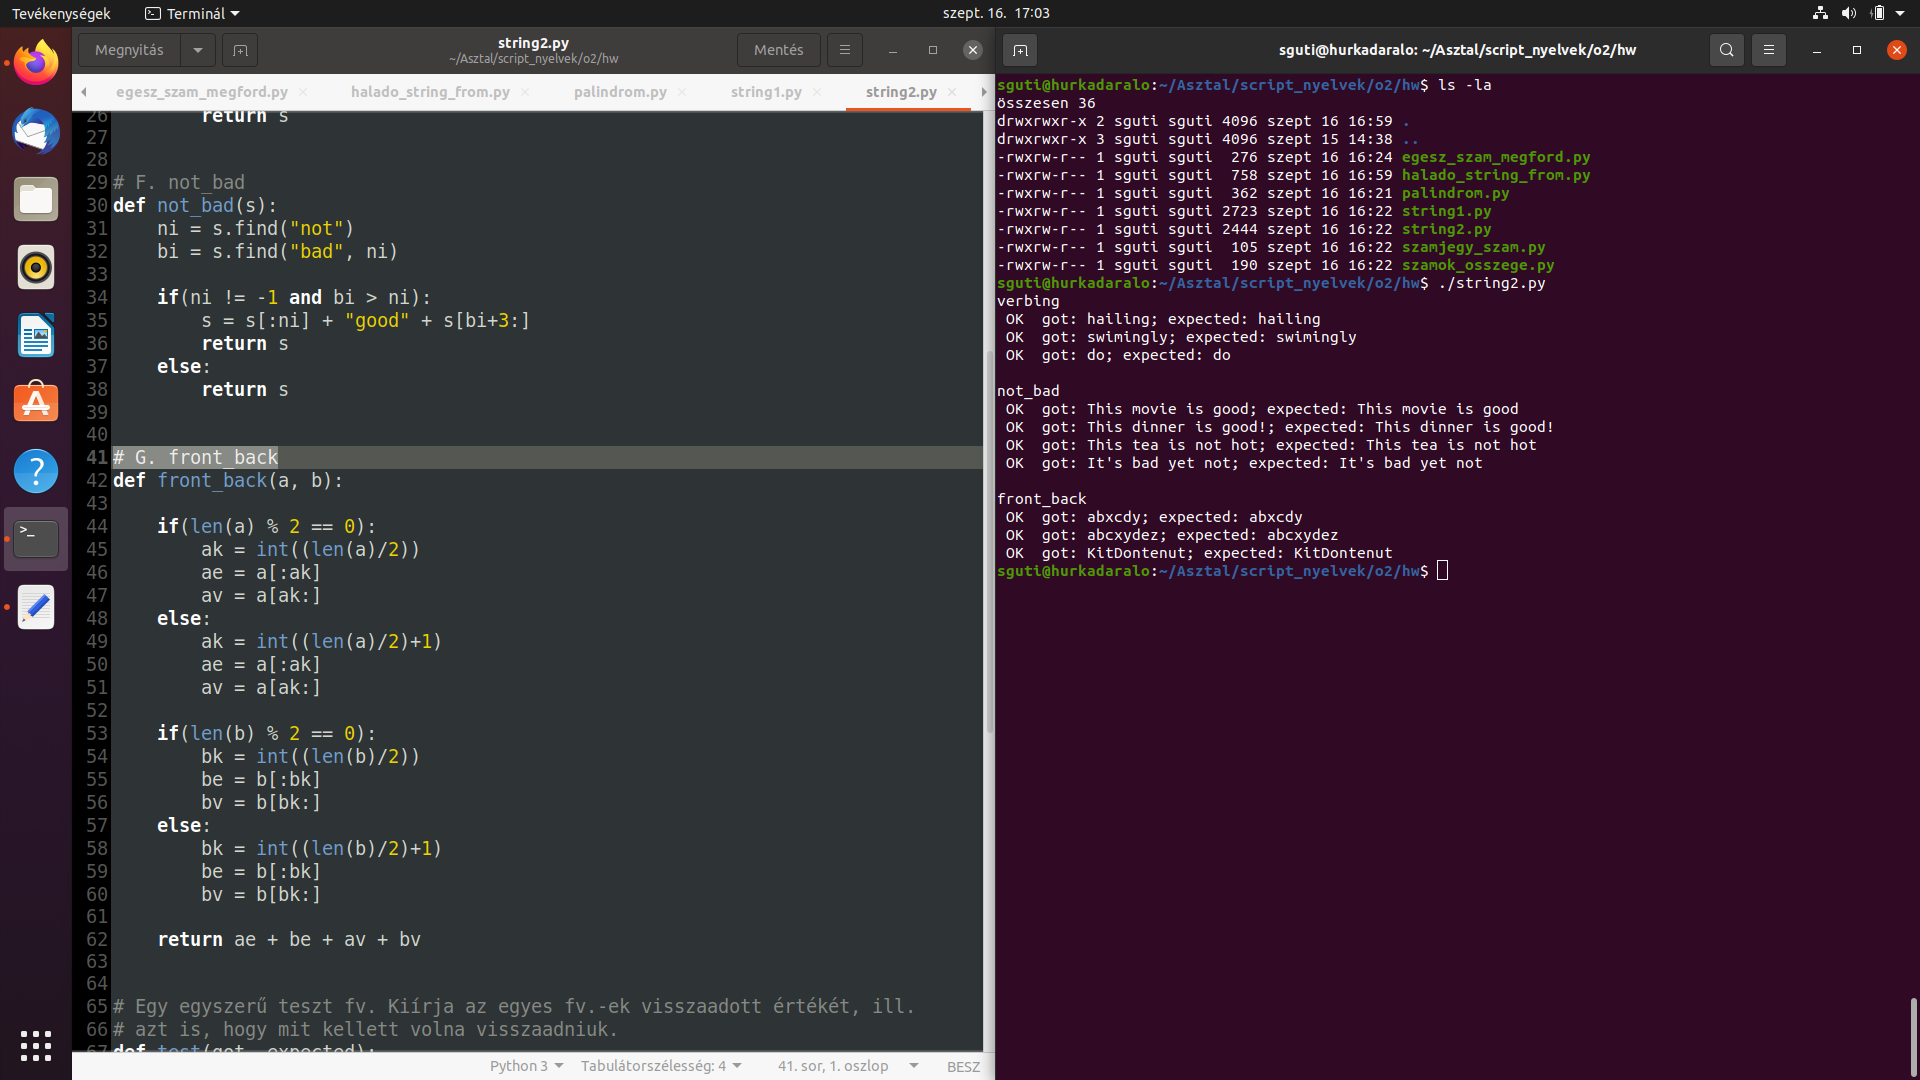 Tevékenységek
Terminál
szept. 16. 17:03
Megnyitás
string2.py
~/Asztal/script_nyelvek/o2/hw
Mentés
egesz_szam_megford.py
halado_string_from.py
palindrom.py
string1.py
string2.py
26         return s
27
28
29 # F. not_bad
30 def not_bad(s):
31     ni = s.find("not")
32     bi = s.find("bad", ni)
33
34     if(ni != -1 and bi > ni):
35         s = s[:ni] + "good" + s[bi+3:]
36         return s
37     else:
38         return s
39
40
41 # G. front_back
42 def front_back(a, b):
43
44     if(len(a) % 2 == 0):
45         ak = int((len(a)/2))
46         ae = a[:ak]
47         av = a[ak:]
48     else:
49         ak = int((len(a)/2)+1)
50         ae = a[:ak]
51         av = a[ak:]
52
53     if(len(b) % 2 == 0):
54         bk = int((len(b)/2))
55         be = b[:bk]
56         bv = b[bk:]
57     else:
58         bk = int((len(b)/2)+1)
59         be = b[:bk]
60         bv = b[bk:]
61
62     return ae + be + av + bv
63
64
65 # Egy egyszerű teszt fv. Kiírja az egyes fv.-ek visszaadott értékét, ill.
66 # azt is, hogy mit kellett volna visszaadniuk.
67 def test(got, expected):
Python 3
Tabulátorszélesség: 4
41. sor, 1. oszlop
BESZ
sguti@hurkadaralo: ~/Asztal/script_nyelvek/o2/hw
sguti@hurkadaralo:~/Asztal/script_nyelvek/o2/hw$ ls -la
összesen 36
drwxrwxr-x 2 sguti sguti 4096 szept 16 16:59 .
drwxrwxr-x 3 sguti sguti 4096 szept 15 14:38 ..
-rwxrw-r-- 1 sguti sguti  276 szept 16 16:24 egesz_szam_megford.py
-rwxrw-r-- 1 sguti sguti  758 szept 16 16:59 halado_string_from.py
-rwxrw-r-- 1 sguti sguti  362 szept 16 16:21 palindrom.py
-rwxrw-r-- 1 sguti sguti 2723 szept 16 16:22 string1.py
-rwxrw-r-- 1 sguti sguti 2444 szept 16 16:22 string2.py
-rwxrw-r-- 1 sguti sguti  105 szept 16 16:22 szamjegy_szam.py
-rwxrw-r-- 1 sguti sguti  190 szept 16 16:22 szamok_osszege.py
sguti@hurkadaralo:~/Asztal/script_nyelvek/o2/hw$ ./string2.py
verbing
 OK  got: hailing; expected: hailing
 OK  got: swimingly; expected: swimingly
 OK  got: do; expected: do

not_bad
 OK  got: This movie is good; expected: This movie is good
 OK  got: This dinner is good!; expected: This dinner is good!
 OK  got: This tea is not hot; expected: This tea is not hot
 OK  got: It's bad yet not; expected: It's bad yet not

front_back
 OK  got: abxcdy; expected: abxcdy
 OK  got: abcxydez; expected: abcxydez
 OK  got: KitDontenut; expected: KitDontenut
sguti@hurkadaralo:~/Asztal/script_nyelvek/o2/hw$